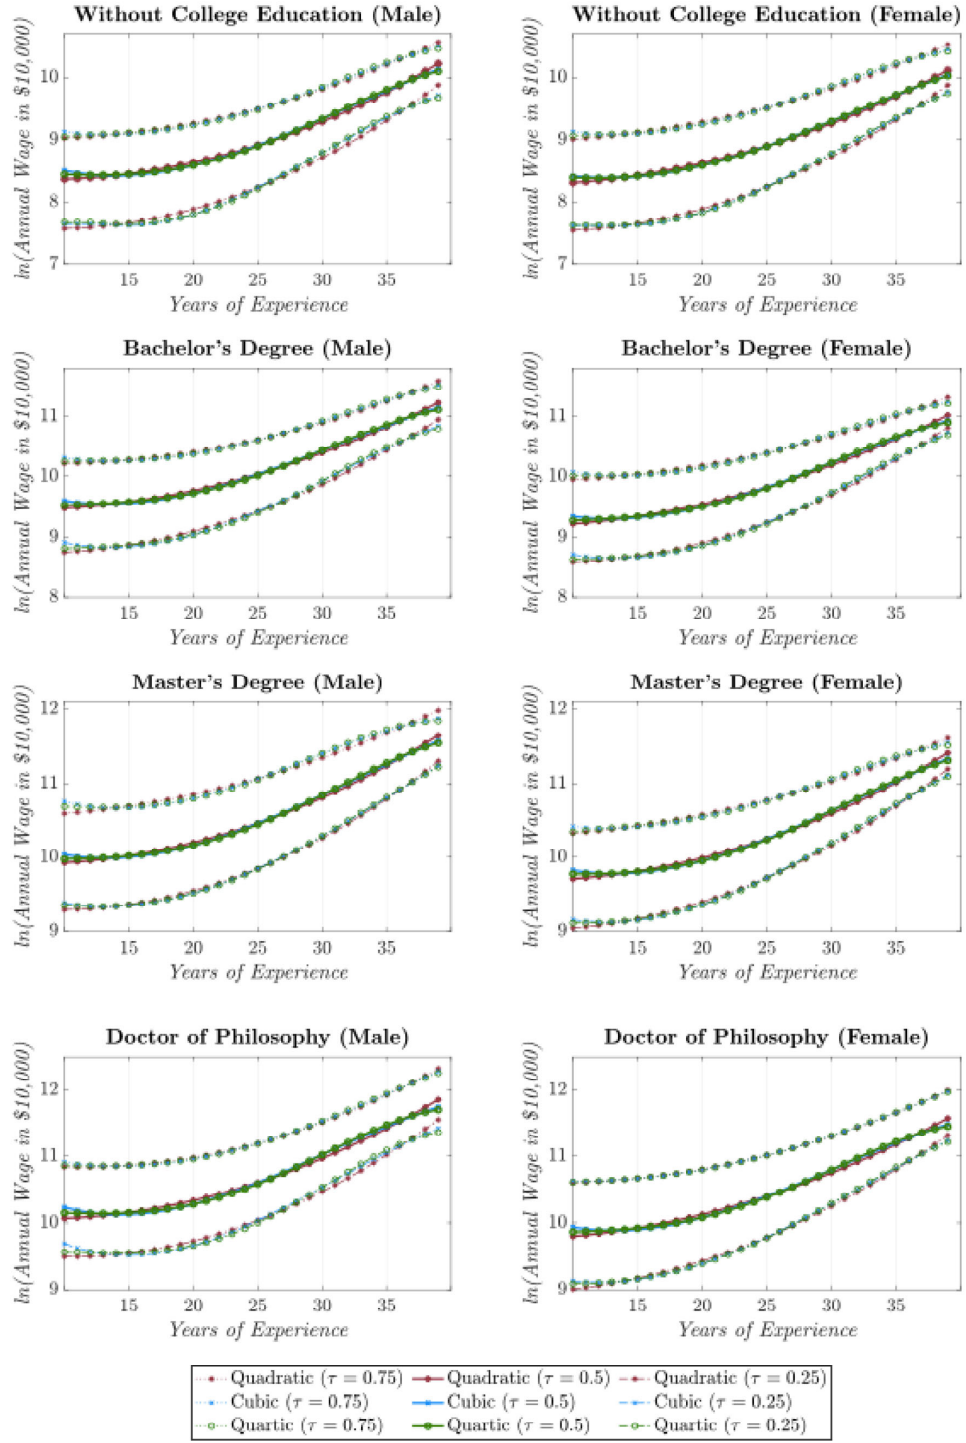 Without College Education (Male)
Without College Education (Female)
ln(Annual Wage in $10,000)
10
9
8
7
15 20 25 30 35
Years of Experience
ln(Annual Wage in $10,000)
10
9
8
7
15 20 25 30 35
Years of Experience
Bachelor's Degree (Male)
Bachelor's Degree (Female)
ln(Annual Wage in $10,000)
11
10
9
8
15 20 25 30 35
Years of Experience
ln(Annual Wage in $10,000)
11
10
9
8
15 20 25 30 35
Years of Experience
Master's Degree (Male)
Master's Degree (Female)
ln(Annual Wage in $10,000)
12
11
10
9
15 20 25 30 35
Years of Experience
ln(Annual Wage in $10,000)
12
11
10
9
15 20 25 30 35
Years of Experience
Doctor of Philosophy (Male)
Doctor of Philosophy (Female)
ln(Annual Wage in $10,000)
12
11
10
9
15 20 25 30 35
Years of Experience
ln(Annual Wage in $10,000)
12
11
10
9
15 20 25 30 35
Years of Experience
Quadratic (τ = 0.75) Quadratic (τ = 0.5) Quadratic (τ = 0.25)
Cubic (τ = 0.75) Cubic (τ = 0.5) Cubic (τ = 0.25)
Quartic (τ = 0.75) Quartic (τ = 0.5) Quartic (τ = 0.25)